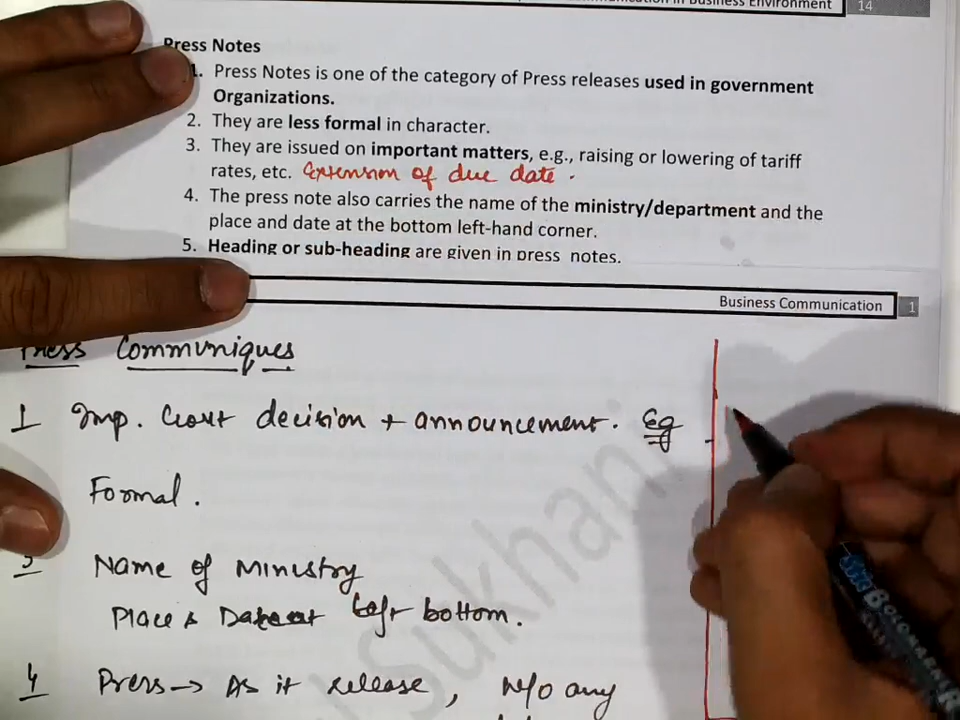 Communication in Business Environment 14
Press Notes
1. Press Notes is one of the category of Press releases used in government
Organizations.
2. They are less formal in character.
3. They are issued on important matters, e.g., raising or lowering of tariff
rates, etc. Extension of due date.
4. The press note also carries the name of the ministry/department and the
place and date at the bottom left-hand corner.
5. Heading or sub-heading are given in press notes.
Business Communication 1
Press Communiques
1 Imp. Govt decision + announcement. Eg
Formal.
3 Name of Ministry
Place & Date at Left bottom.
4 Press → As it release, W/o any
Sukhani